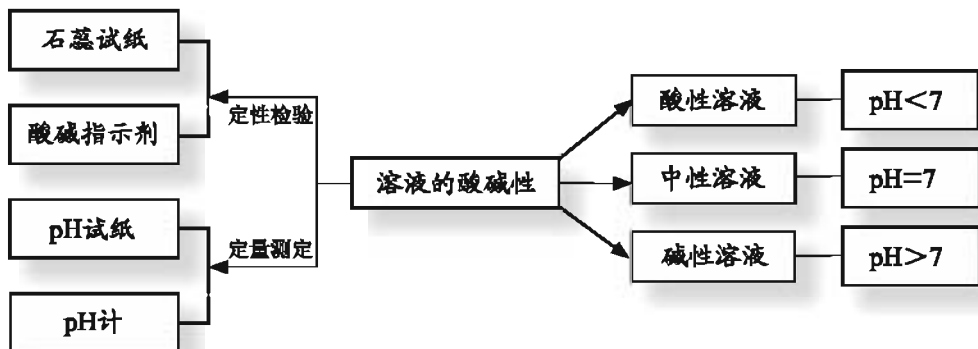 石蕊试纸
酸碱指示剂
定性检验
pH试纸
定量测定
pH计
溶液的酸碱性
酸性溶液
pH<7
中性溶液
pH=7
碱性溶液
pH>7